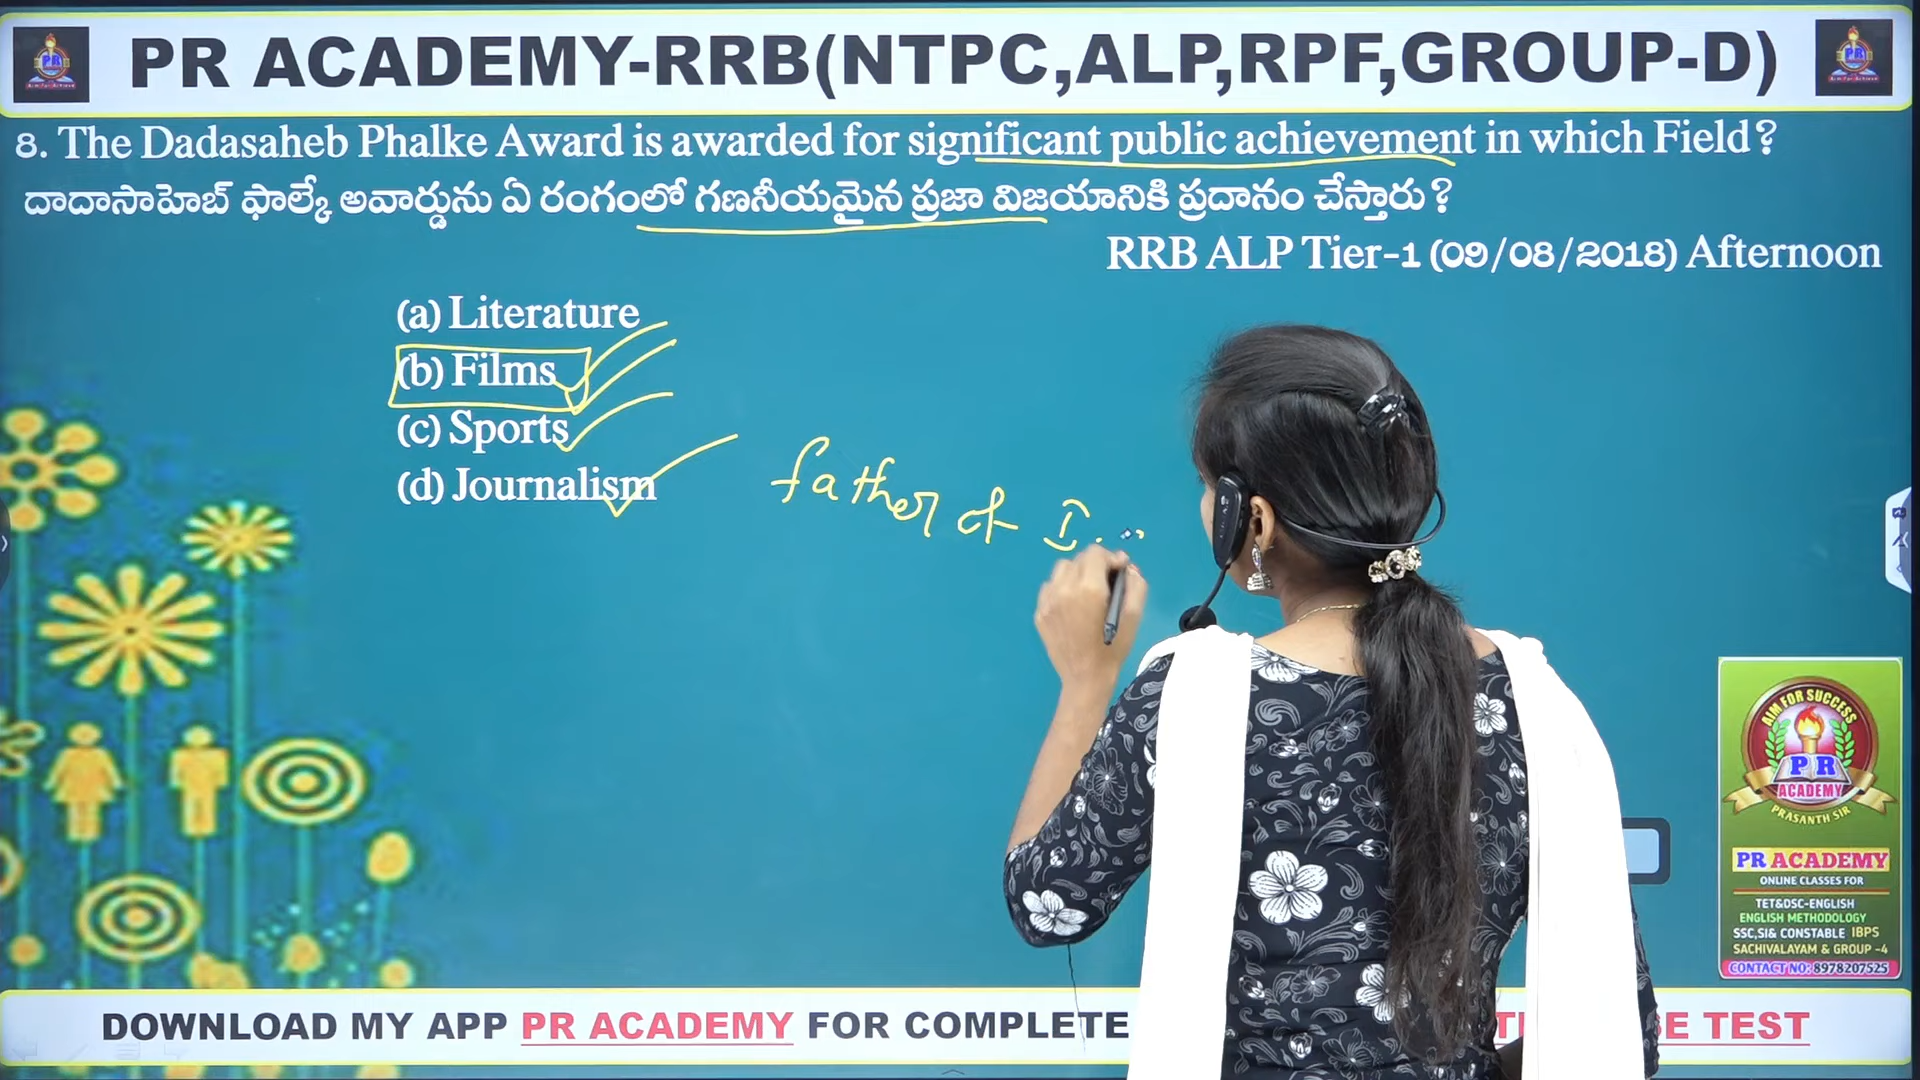 PR ACADEMY-RRB(NTPC,ALP,RPF,GROUP-D)
8. The Dadasaheb Phalke Award is awarded for significant public achievement in which Field?
దాదాసాహెబ్ ఫాల్కే అవార్డును ఏ రంగంలో గణనీయమైన ప్రజా విజయానికి ప్రదానం చేస్తారు?
RRB ALP Tier-1 (09/08/2018) Afternoon
(a) Literature
(b) Films
(c) Sports
(d) Journalism
father of I
AIM FOR SUCCESS
PR
ACADEMY
PRASANTH SIR
PR ACADEMY
ONLINE CLASSES FOR
TET&DSC-ENGLISH
ENGLISH METHODOLOGY
SSC,SI& CONSTABLE IBPS
SACHIVALAYAM & GROUP -4
CONTACT NO: 8978207525
DOWNLOAD MY APP PR ACADEMY FOR COMPLETE TEST